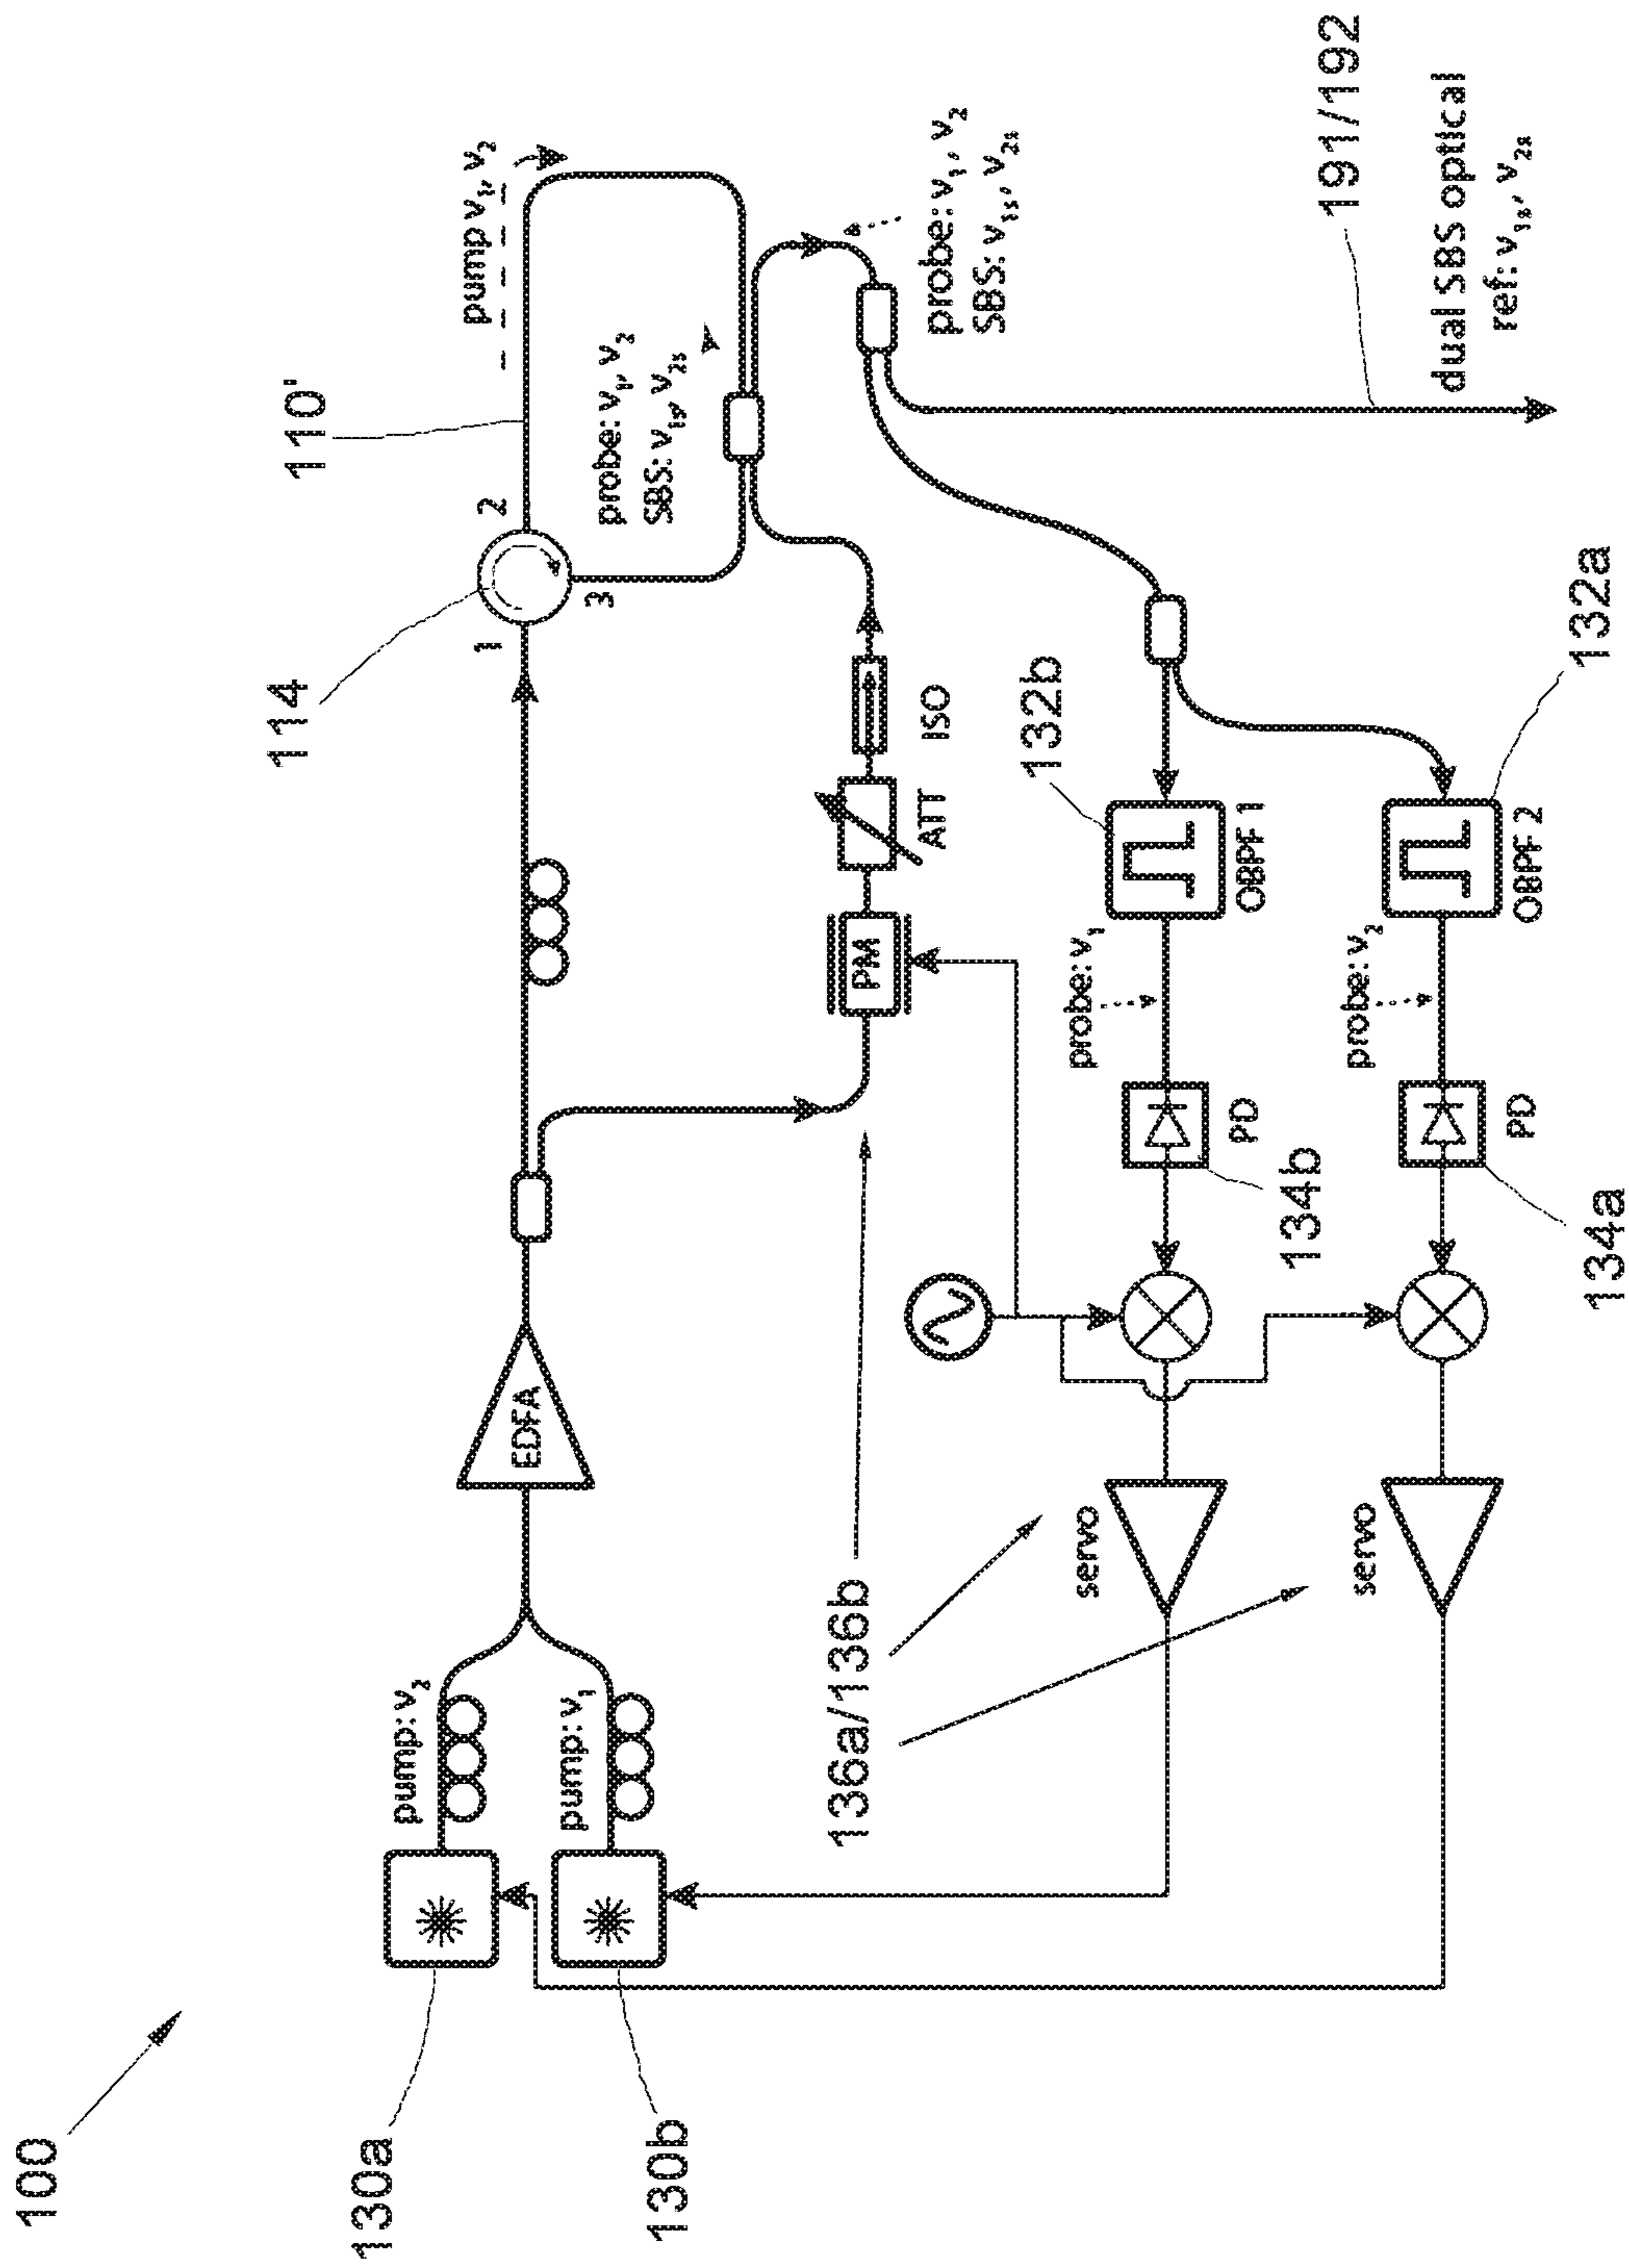 100
114
110'
130a
pump: ν₂
pump ν₁, ν₂
1
2
EDFA
pump: ν₁
3
probe: ν₁, ν₂
SBS: ν₁ₛ, ν₂ₛ
130b
136a/136b
PM
ATT
ISO
probe: ν₁, ν₂
SBS: ν₁ₛ, ν₂ₛ
132b
servo
probe: ν₁
PD
OBPF 1
134b
191/192
servo
probe: ν₂
dual SBS optical
ref: ν₁ₛ, ν₂ₛ
PD
OBPF 2
132a
134a